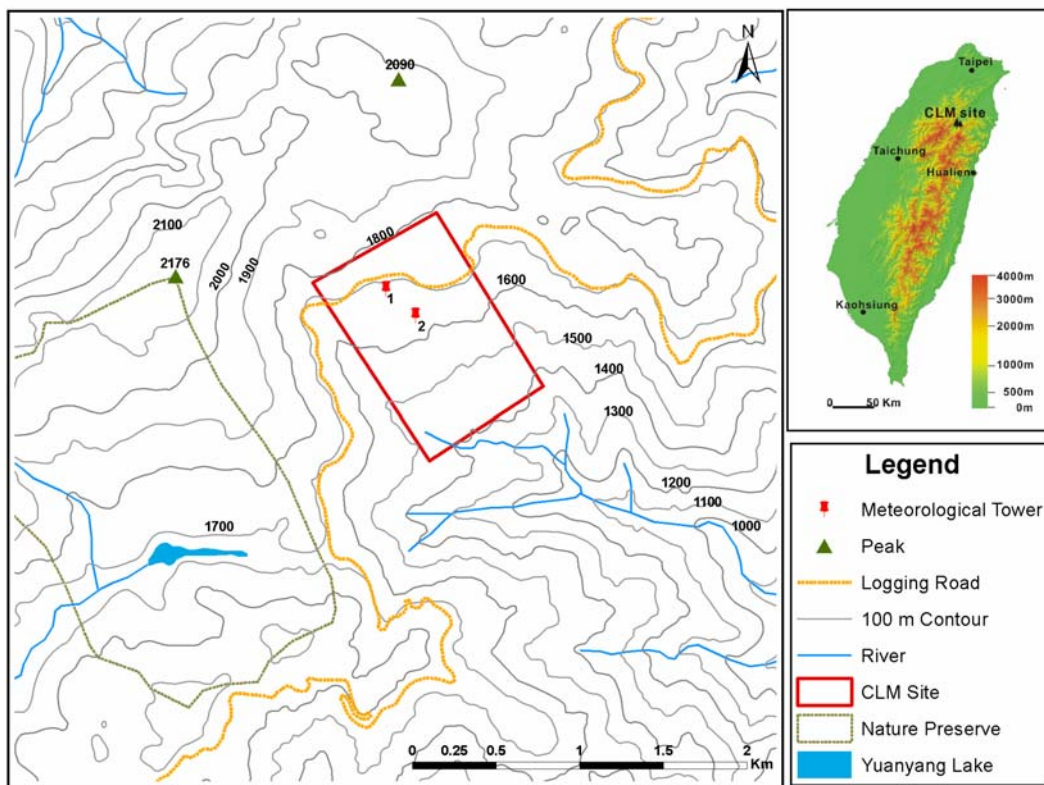 N
2090
2100
2176
2000
1900
1800
1
2
1600
1500
1400
1300
1200
1100
1000
1700
0 0.25 0.5 1 1.5 2
Km
Taipei
CLM site
Taichung
Hualien
Kaohsiung
4000m
3000m
2000m
1000m
500m
0m
0 50 Km
Legend
Meteorological Tower
Peak
Logging Road
100 m Contour
River
CLM Site
Nature Preserve
Yuanyang Lake